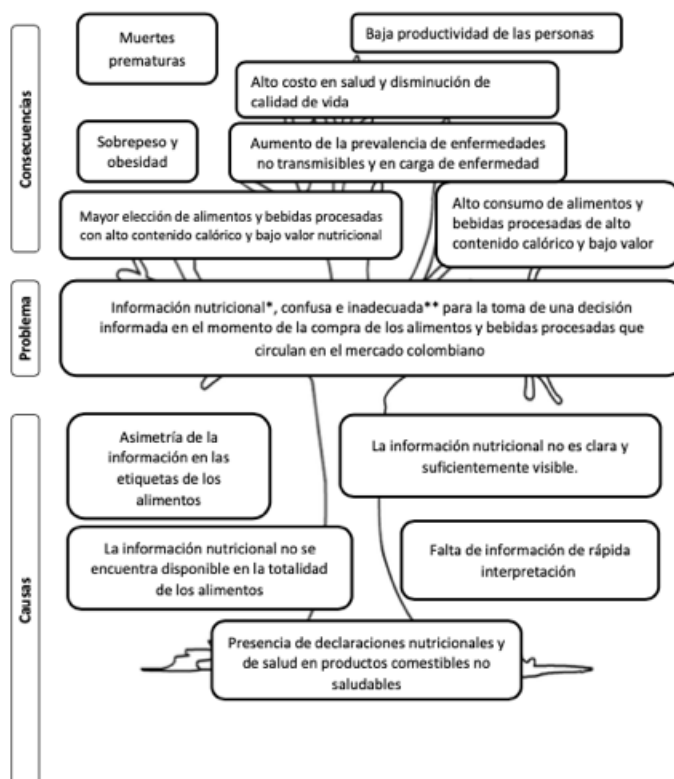 Consecuencias
Muertes
prematuras
Baja productividad de las personas
Alto costo en salud y disminución de
calidad de vida
Sobrepeso y
obesidad
Aumento de la prevalencia de enfermedades
no transmisibles y en carga de enfermedad
Mayor elección de alimentos y bebidas procesadas
con alto contenido calórico y bajo valor nutricional
Alto consumo de alimentos y
bebidas procesadas de alto
contenido calórico y bajo valor
Problema
Información nutricional*, confusa e inadecuada** para la toma de una decisión
informada en el momento de la compra de los alimentos y bebidas procesadas que
circulan en el mercado colombiano
Causas
Asimetría de la
información en las
etiquetas de los
alimentos
La información nutricional no es clara y
suficientemente visible.
La información nutricional no se
encuentra disponible en la totalidad
de los alimentos
Falta de información de rápida
interpretación
Presencia de declaraciones nutricionales y
de salud en productos comestibles no
saludables